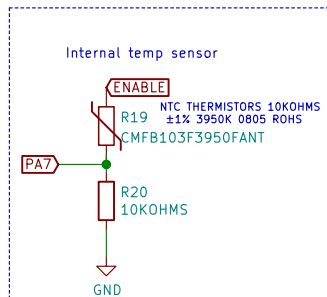 Internal temp sensor
ENABLE
NTC THERMISTORS 10KOHMS
±1% 3950K 0805 ROHS
R19
CMFB103F3950FANT
PA7
R20
10KOHMS
GND